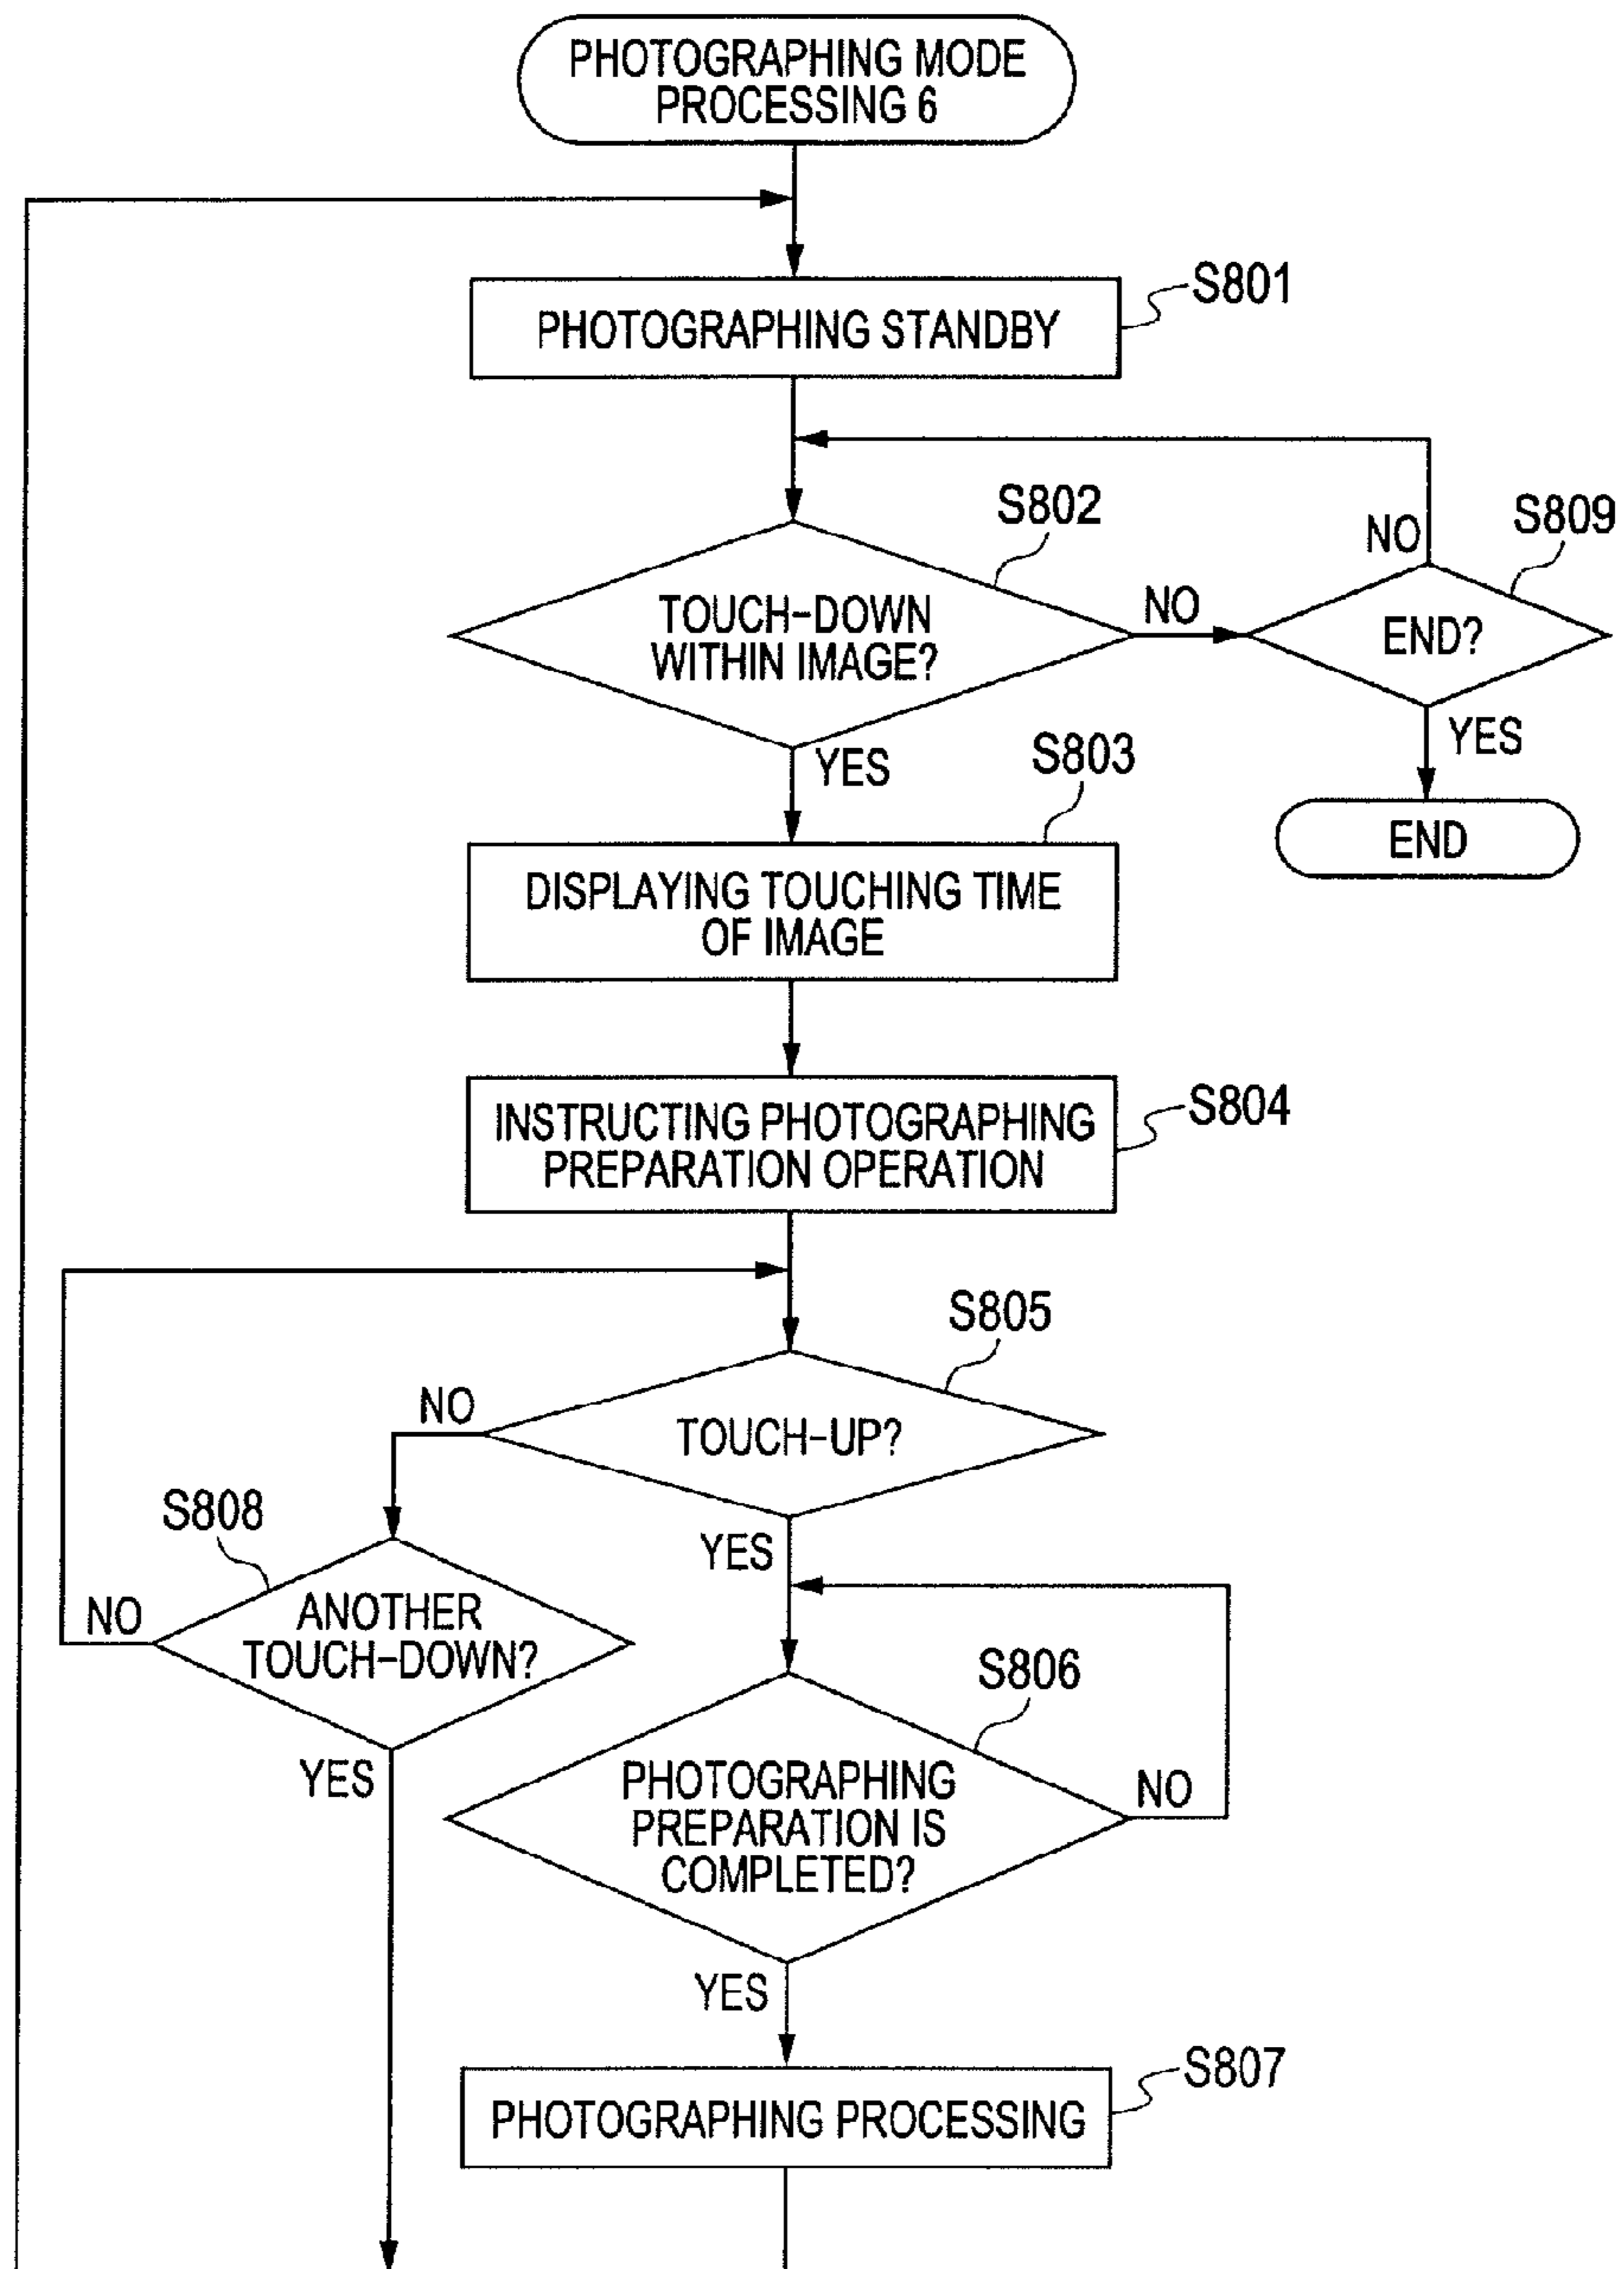 PHOTOGRAPHING MODE
PROCESSING 6
S801
PHOTOGRAPHING STANDBY
S802
S809
NO
TOUCH-DOWN
WITHIN IMAGE?
NO
END?
YES
YES
S803
END
DISPLAYING TOUCHING TIME
OF IMAGE
S804
INSTRUCTING PHOTOGRAPHING
PREPARATION OPERATION
S805
NO
TOUCH-UP?
S808
YES
NO
ANOTHER
TOUCH-DOWN?
S806
YES
PHOTOGRAPHING
PREPARATION IS
COMPLETED?
NO
YES
S807
PHOTOGRAPHING PROCESSING